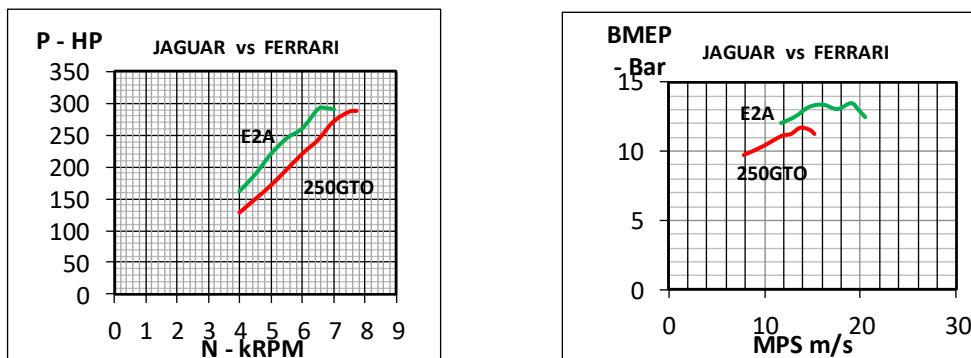 P - HP
JAGUAR vs FERRARI
350
300
250
200
150
100
50
0
E2A
250GTO
0 1 2 3 4 5 6 7 8 9
N - kRPM
BMEP
- Bar
JAGUAR vs FERRARI
15
10
5
0
E2A
250GTO
0 10 20 30
MPS m/s